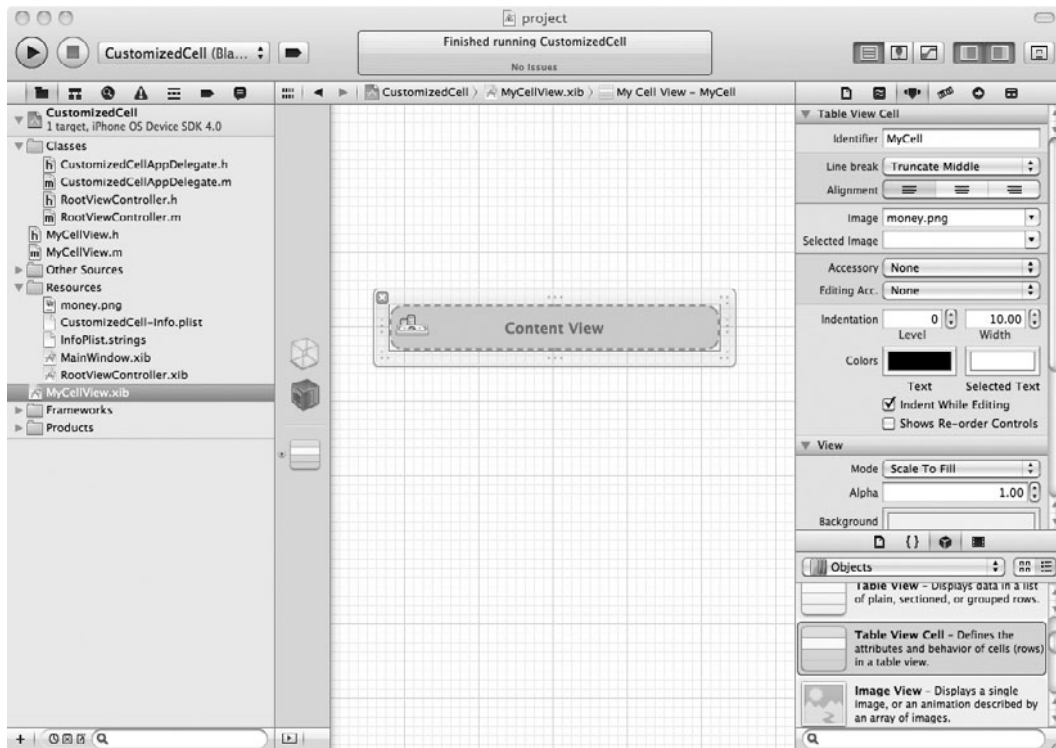 project
CustomizedCell (Bla...
Finished running CustomizedCell
No Issues
CustomizedCell
1 target, iPhone OS Device SDK 4.0
Classes
h CustomizedCellAppDelegate.h
m CustomizedCellAppDelegate.m
h RootViewController.h
m RootViewController.m
h MyCellView.h
m MyCellView.m
Other Sources
Resources
money.png
CustomizedCell-Info.plist
InfoPlist.strings
MainWindow.xib
RootViewController.xib
MyCellView.xib
Frameworks
Products
CustomizedCell
MyCellView.xib
My Cell View - MyCell
Content View
Table View Cell
Identifier MyCell
Line break Truncate Middle
Alignment
Image money.png
Selected Image
Accessory None
Editing Acc. None
Indentation 0 10.00
Level Width
Colors
Text Selected Text
Indent While Editing
Shows Re-order Controls
View
Mode Scale To Fill
Alpha 1.00
Background
{}
Objects
Table View - Displays data in a list
of plain, sectioned, or grouped rows.
Table View Cell - Defines the
attributes and behavior of cells (rows)
in a table view.
Image View - Displays a single
image, or an animation described by
an array of images.